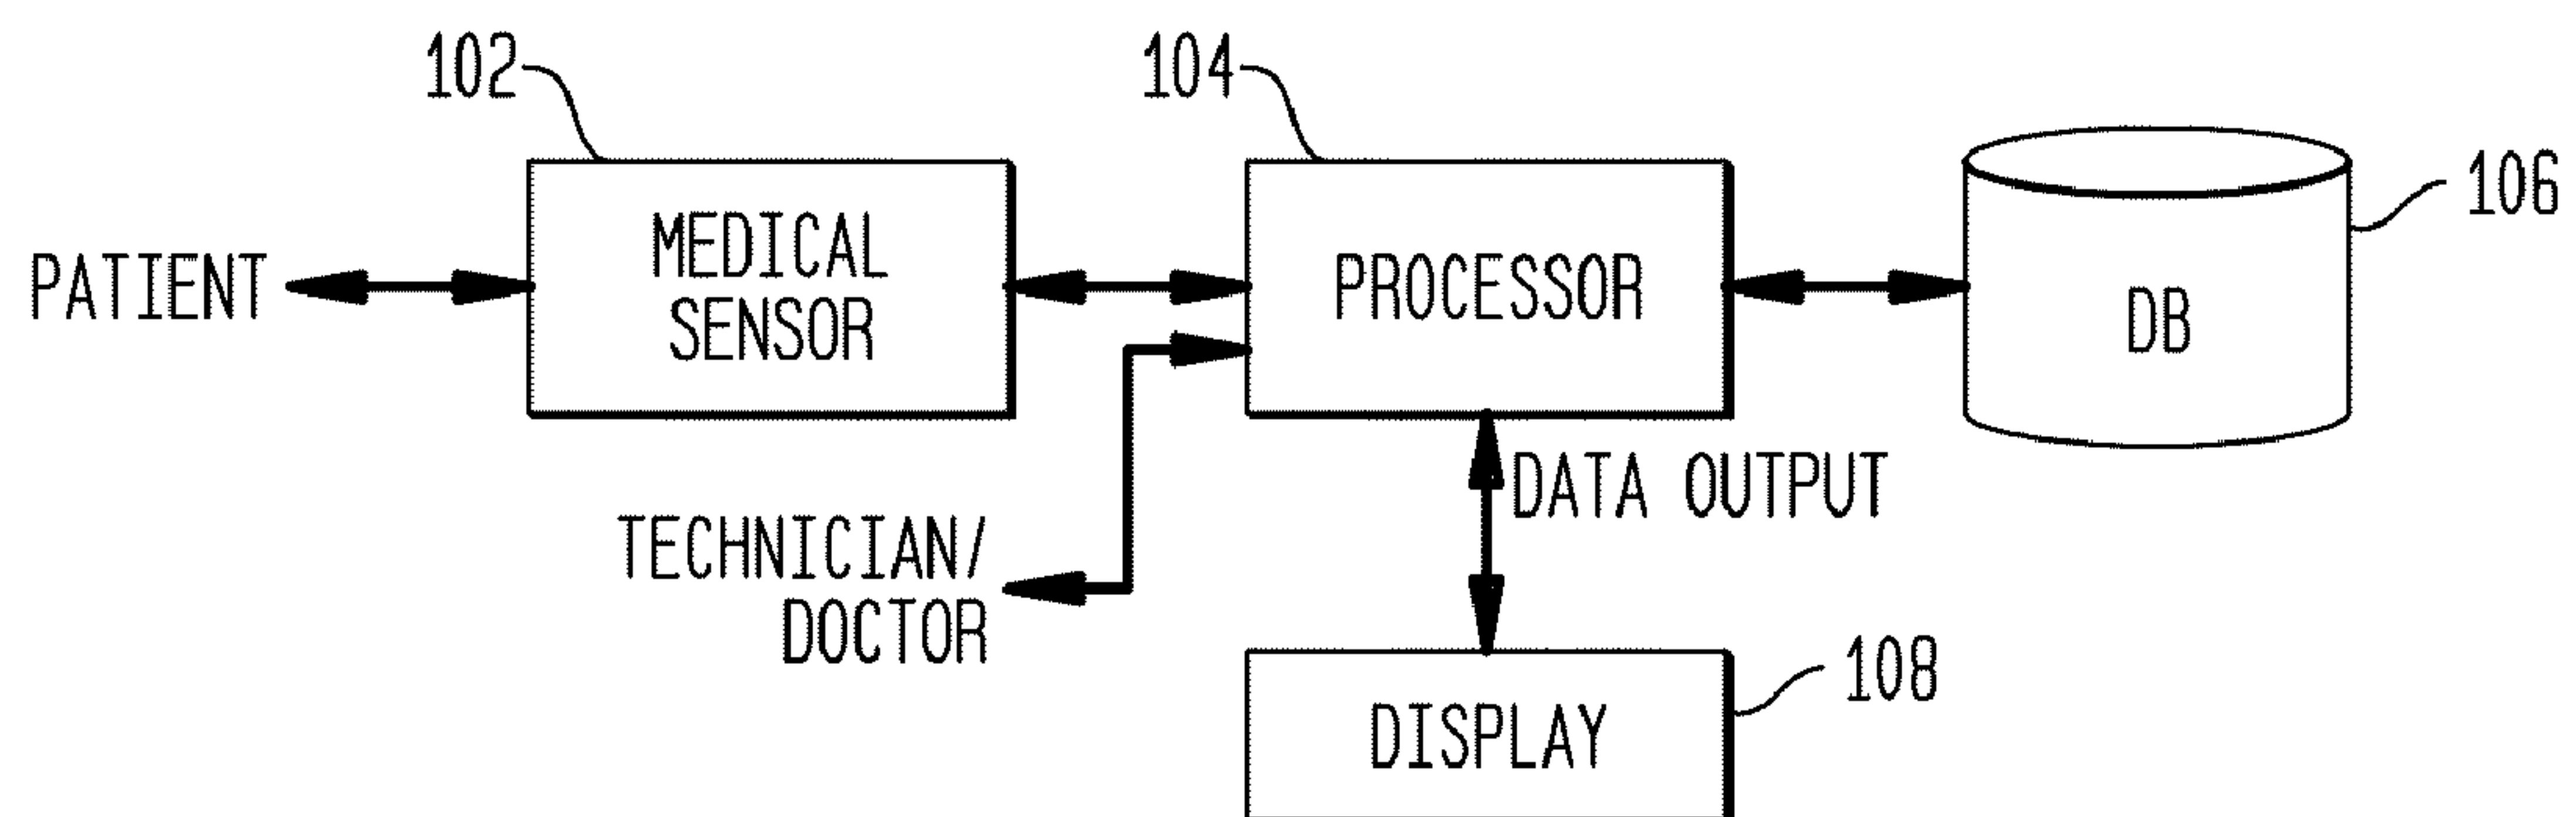 102
104
106
PATIENT
MEDICAL
SENSOR
PROCESSOR
DB
DATA OUTPUT
TECHNICIAN/
DOCTOR
108
DISPLAY